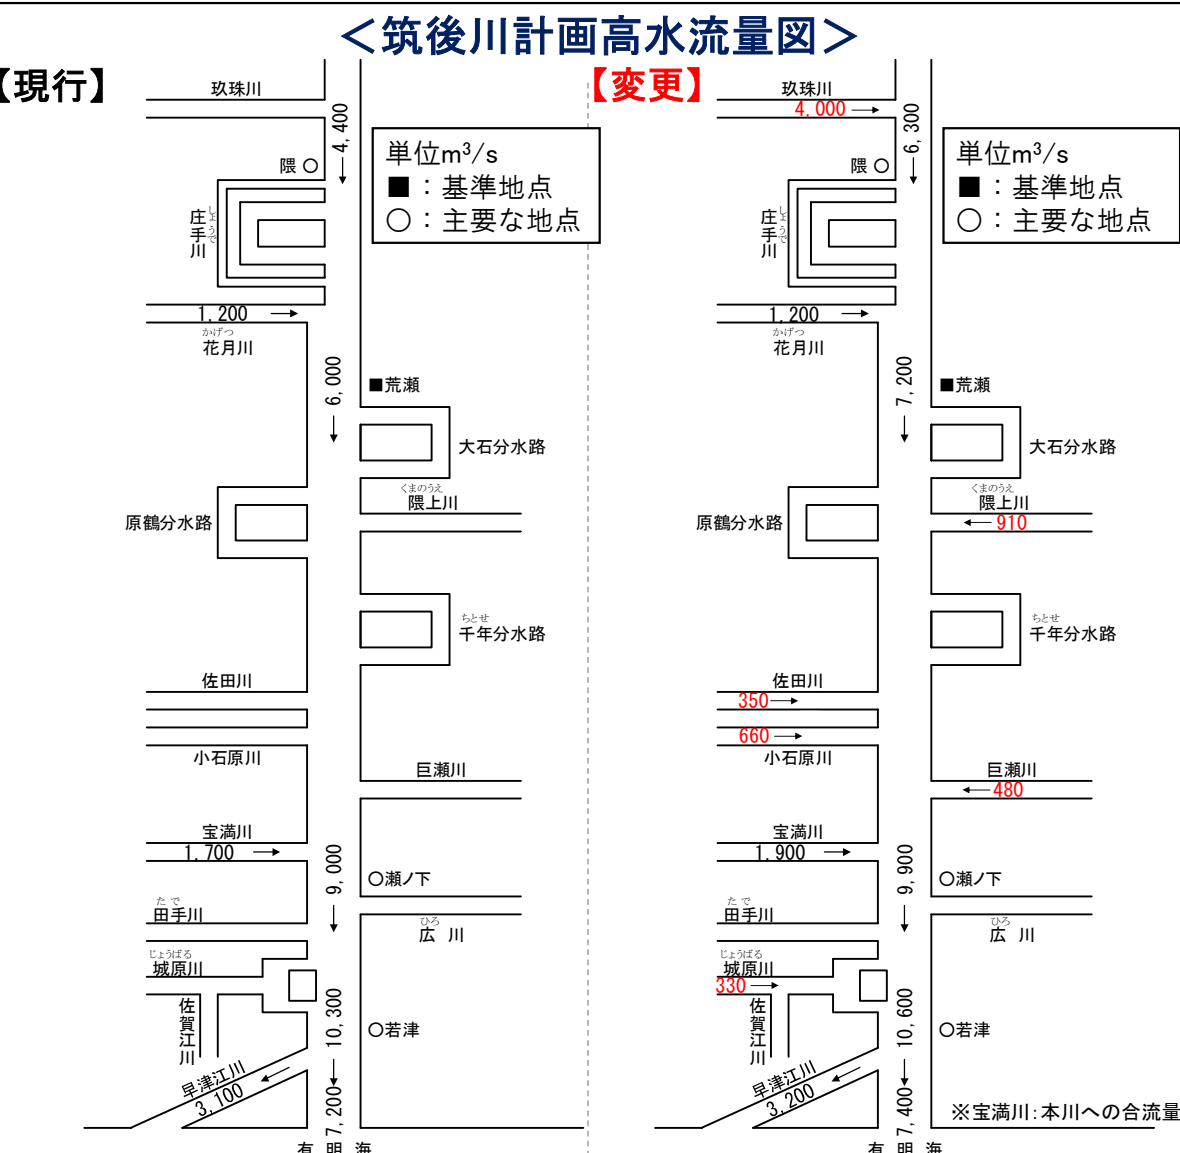 ＜筑後川計画高水流量図＞
【現行】
玖珠川
4,400
単位m³/s
■：基準地点
○：主要な地点
隈○
しょうで
庄手川
1,200
かげつ
花月川
6,000
■荒瀬
大石分水路
くまのうえ
隈上川
原鶴分水路
ちとせ
千年分水路
佐田川
小石原川
巨瀬川
宝満川
1,700
9,000
○瀬ノ下
たで
田手川
ひろ
広川
じょうばる
城原川
佐賀江川
10,300
○若津
早津江川
3,100
7,200
有明海
【変更】
玖珠川
4,000
6,300
単位m³/s
■：基準地点
○：主要な地点
隈○
しょうで
庄手川
1,200
かげつ
花月川
7,200
■荒瀬
大石分水路
くまのうえ
隈上川
910
原鶴分水路
ちとせ
千年分水路
佐田川
350
660
小石原川
巨瀬川
480
宝満川
1,900
9,900
○瀬ノ下
たで
田手川
ひろ
広川
じょうばる
城原川
330
佐賀江川
10,600
○若津
早津江川
3,200
7,400
※宝満川：本川への合流量
有明海